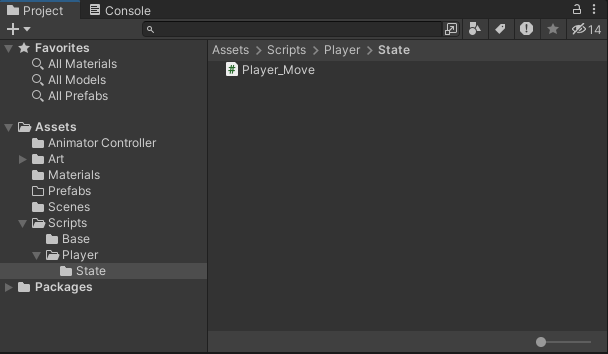 Project
Console
14
Favorites
All Materials
All Models
All Prefabs
Assets
Animator Controller
Art
Materials
Prefabs
Scenes
Scripts
Base
Player
State
Packages
Assets > Scripts > Player > State
Player_Move